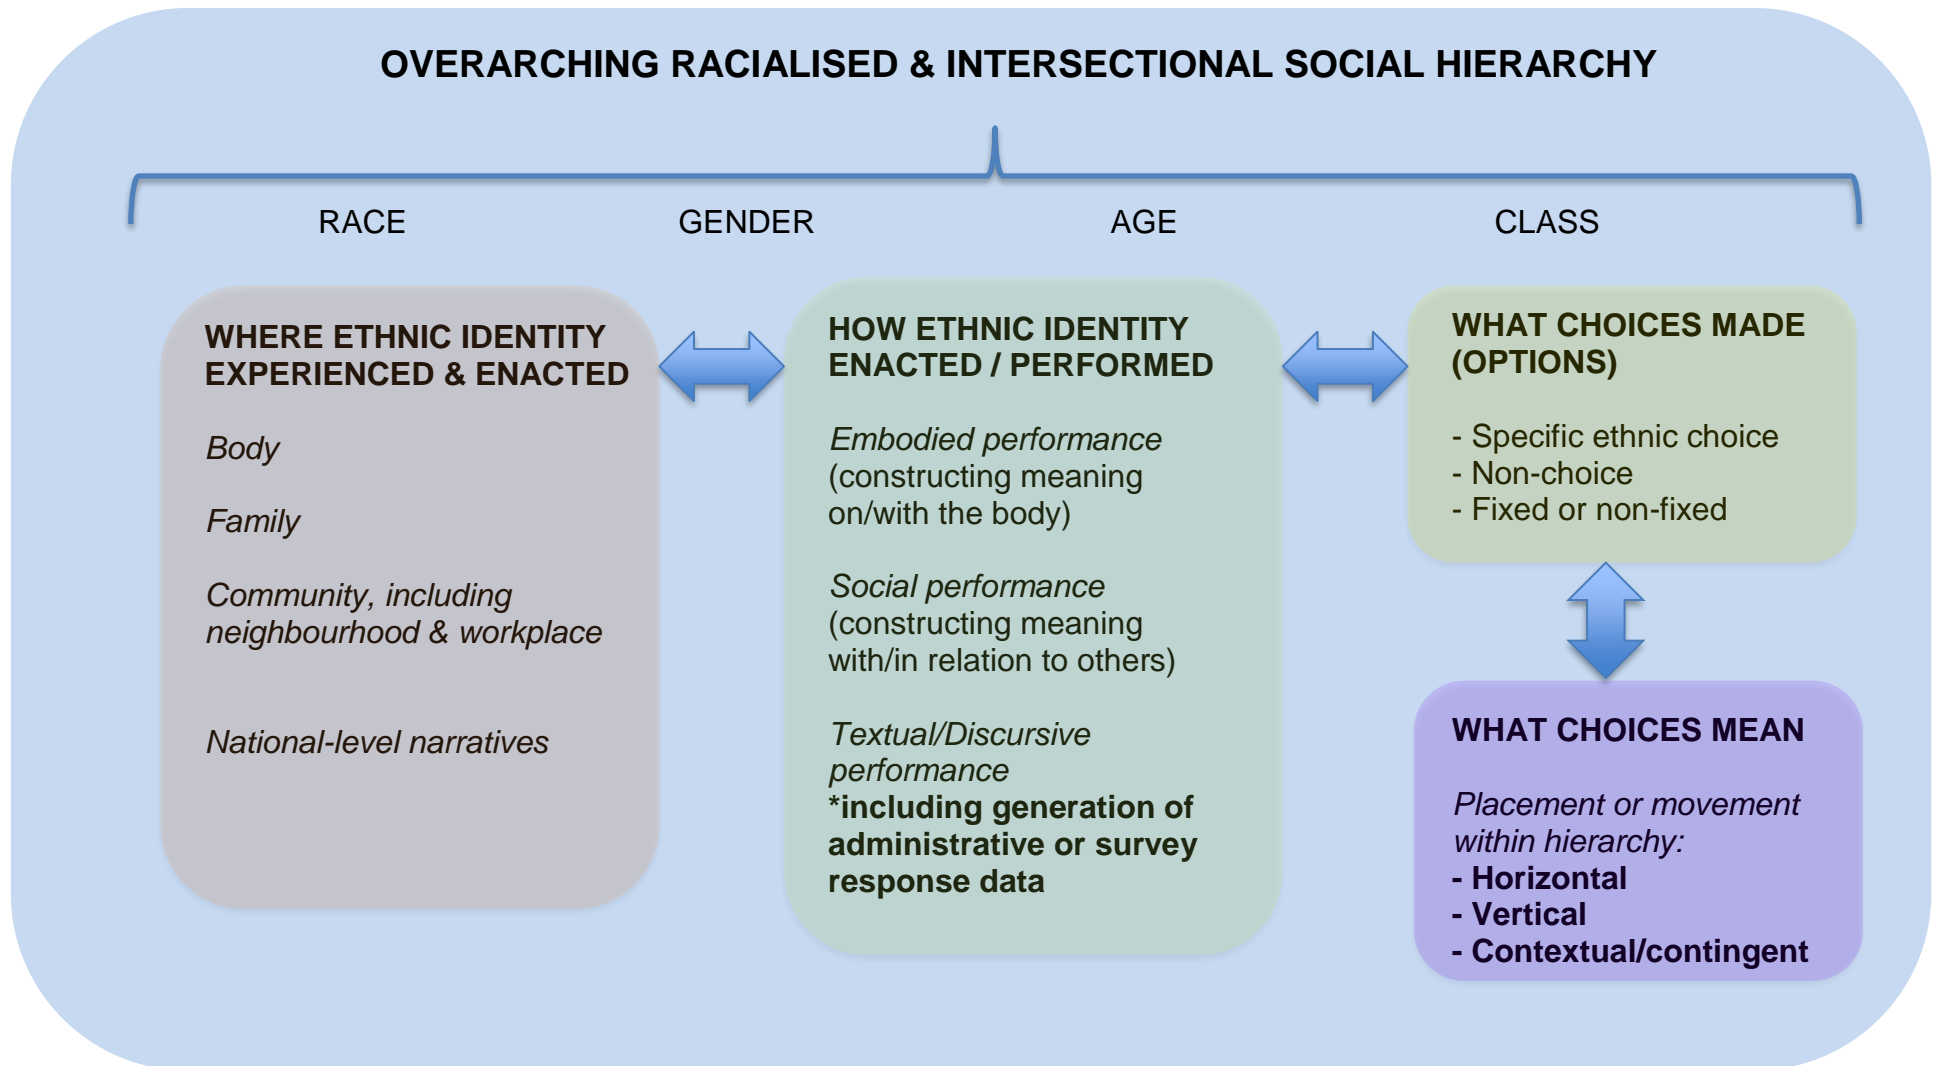 OVERARCHING RACIALISED & INTERSECTIONAL SOCIAL HIERARCHY
RACE
GENDER
AGE
CLASS
WHERE ETHNIC IDENTITY
EXPERIENCED & ENACTED
Body
Family
Community, including
neighbourhood & workplace
National-level narratives
HOW ETHNIC IDENTITY
ENACTED / PERFORMED
Embodied performance
(constructing meaning
on/with the body)
Social performance
(constructing meaning
with/in relation to others)
Textual/Discursive
performance
*including generation of
administrative or survey
response data
WHAT CHOICES MADE
(OPTIONS)
- Specific ethnic choice
- Non-choice
- Fixed or non-fixed
WHAT CHOICES MEAN
Placement or movement
within hierarchy:
- Horizontal
- Vertical
- Contextual/contingent